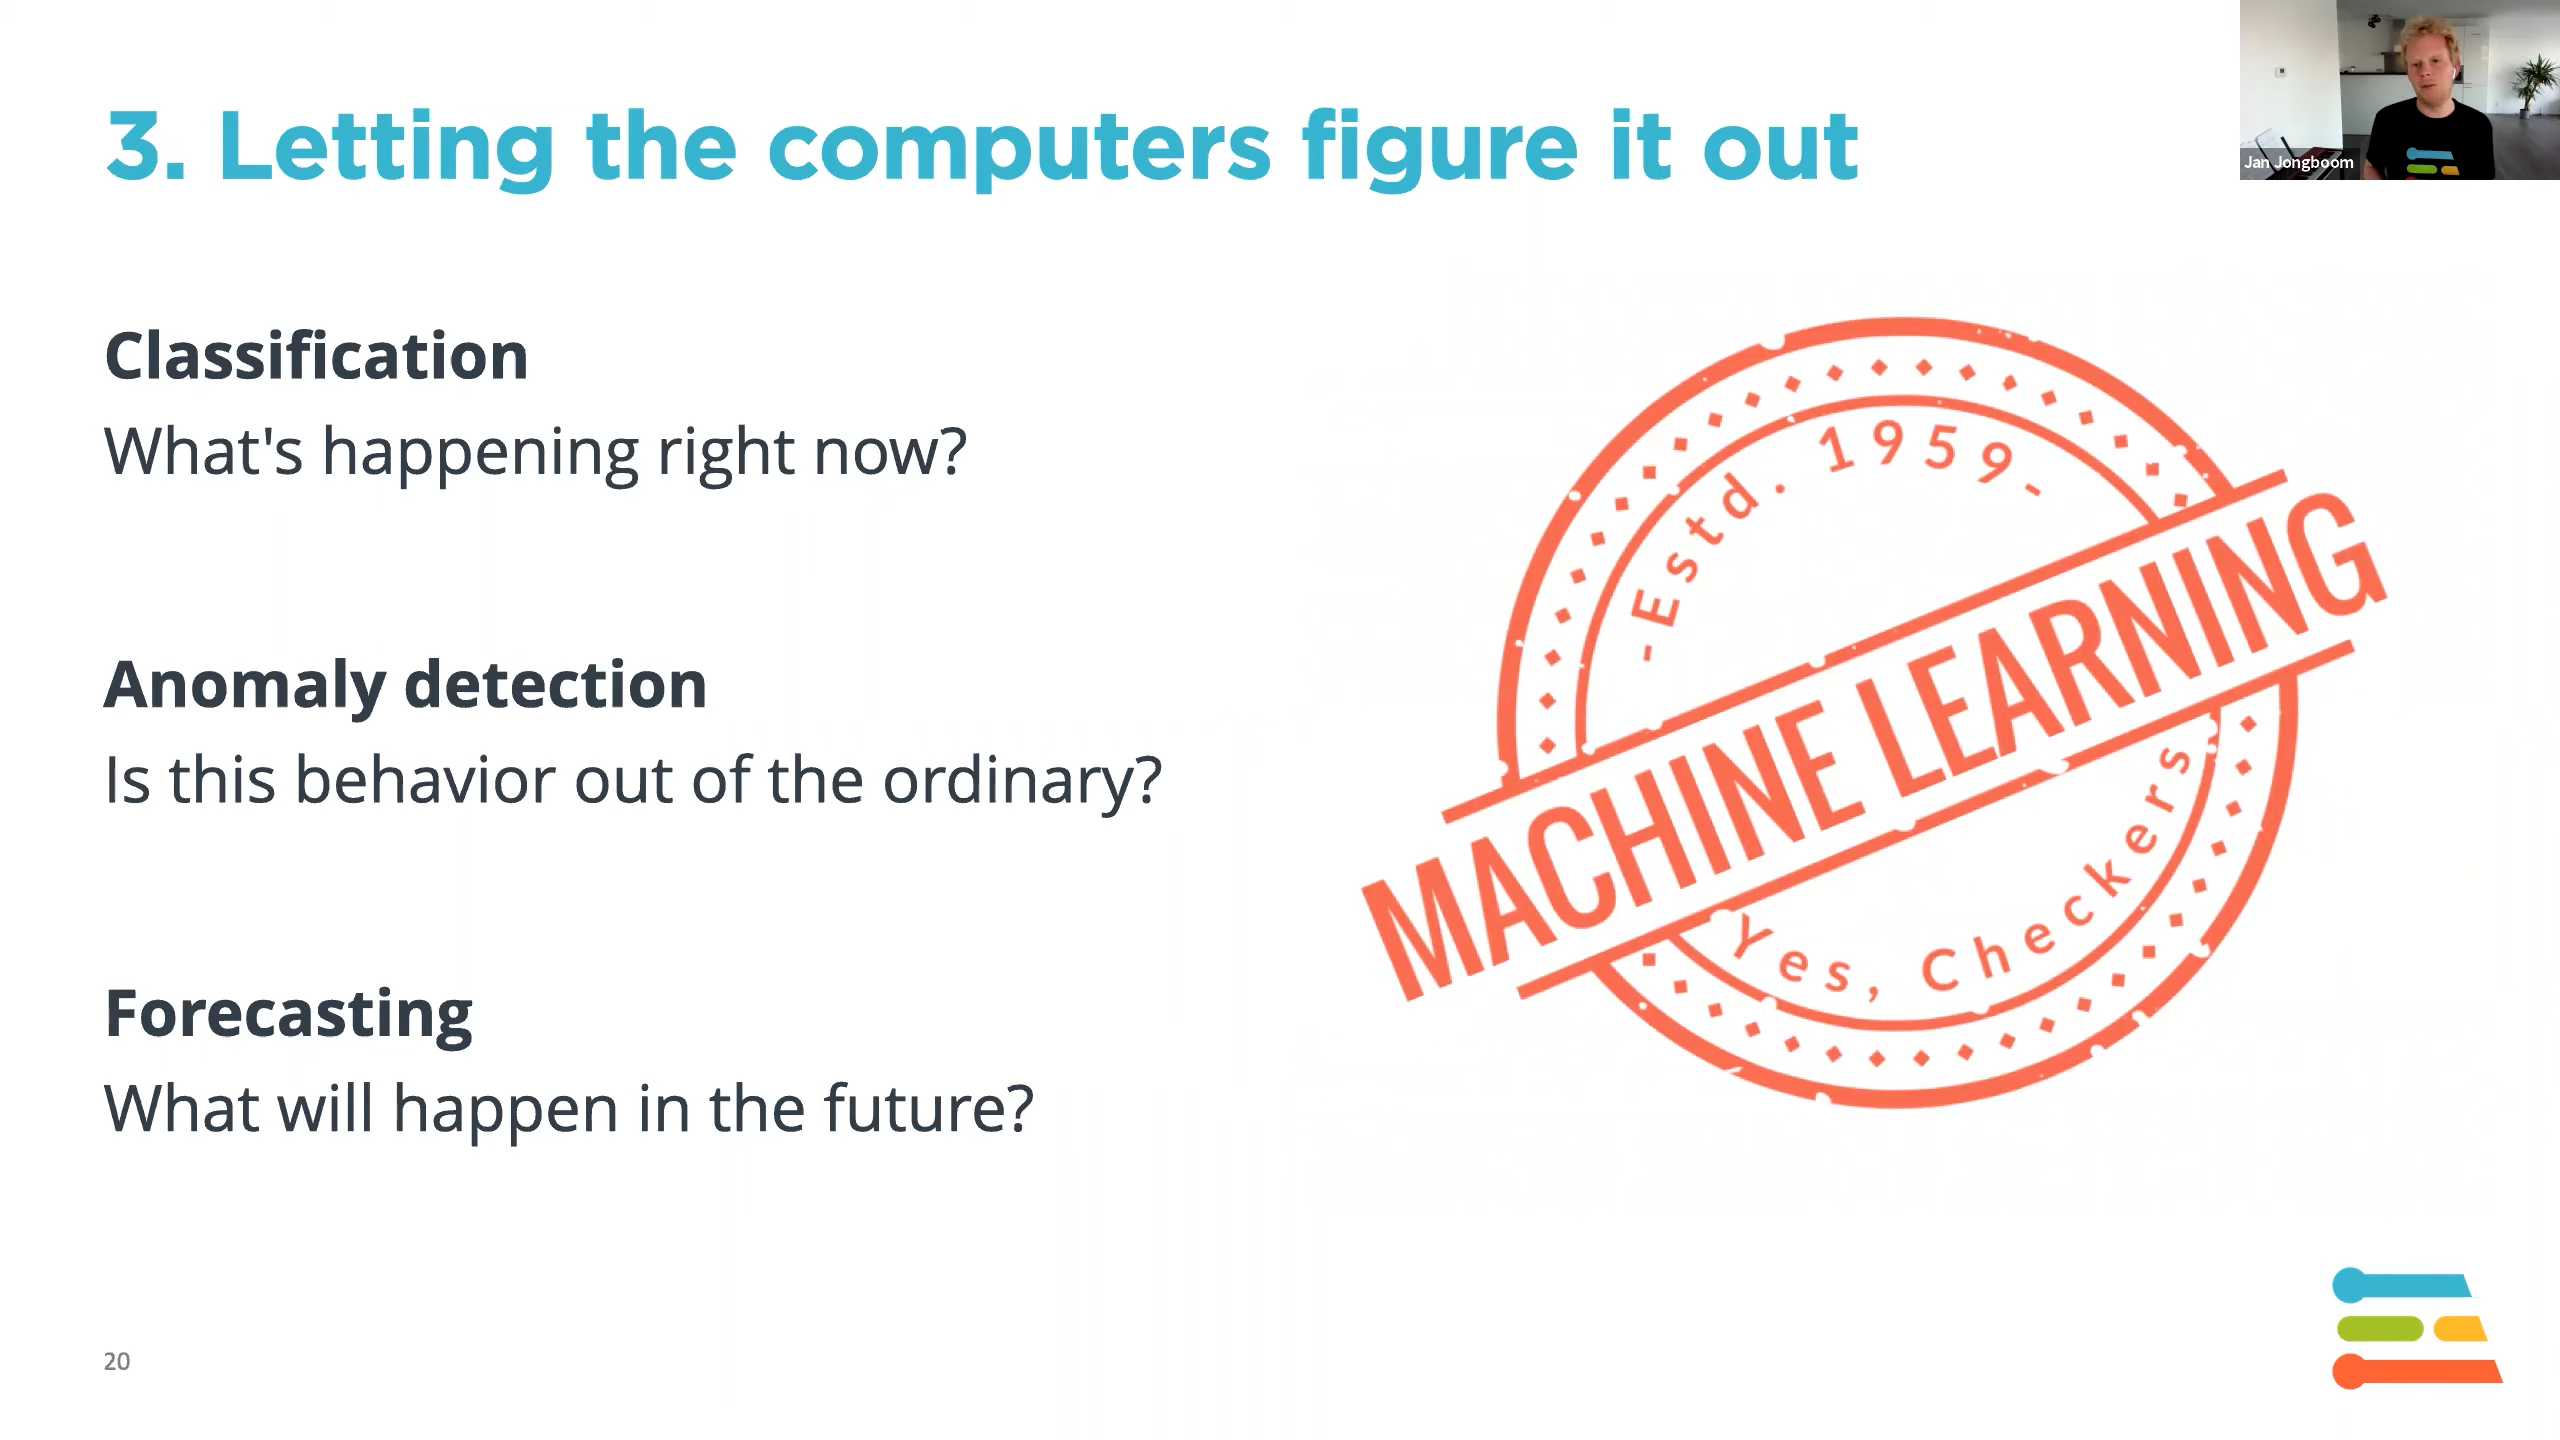 3. Letting the computers figure it out
Jan Jongboom
Classification
What's happening right now?
Anomaly detection
Is this behavior out of the ordinary?
Forecasting
What will happen in the future?
-Estd. 1959-
MACHINE LEARNING
Yes, Checkers
20